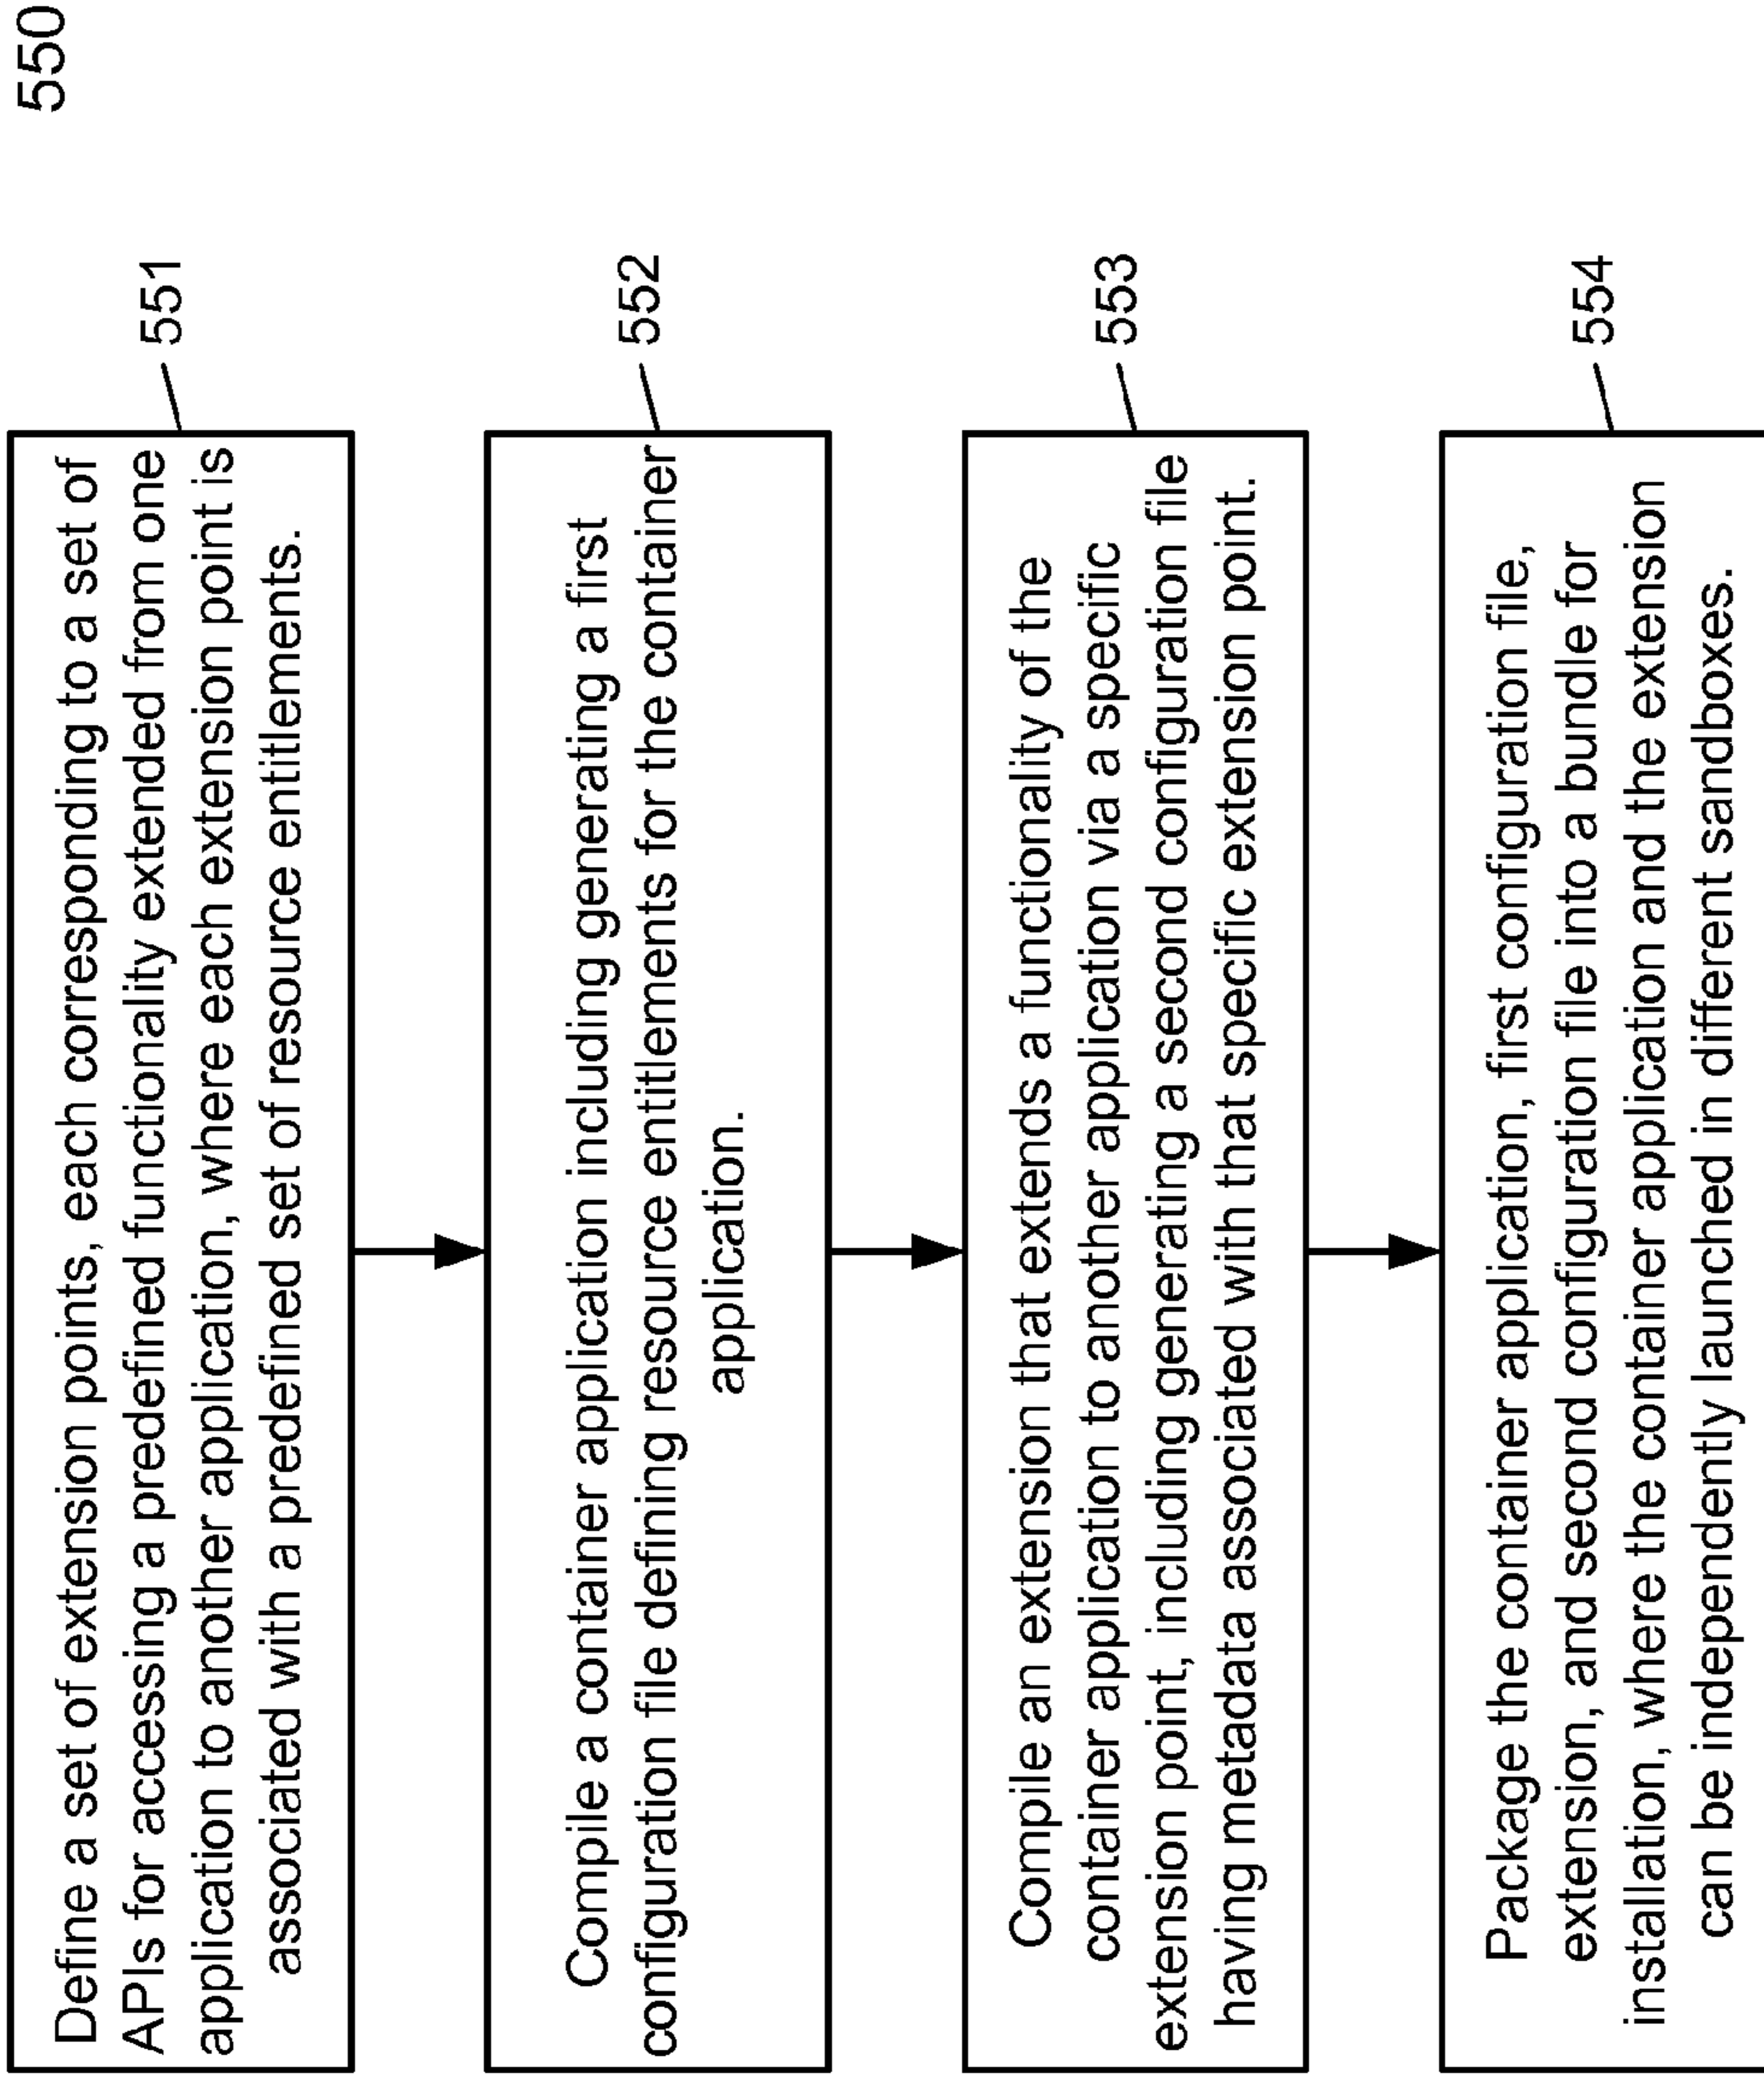 550
Define a set of extension points, each corresponding to a set of
APIs for accessing a predefined functionality extended from one
application to another application, where each extension point is
associated with a predefined set of resource entitlements.
551
Compile a container application including generating a first
configuration file defining resource entitlements for the container
application.
552
Compile an extension that extends a functionality of the
container application to another application via a specific
extension point, including generating a second configuration file
having metadata associated with that specific extension point.
553
Package the container application, first configuration file,
extension, and second configuration file into a bundle for
installation, where the container application and the extension
can be independently launched in different sandboxes.
554